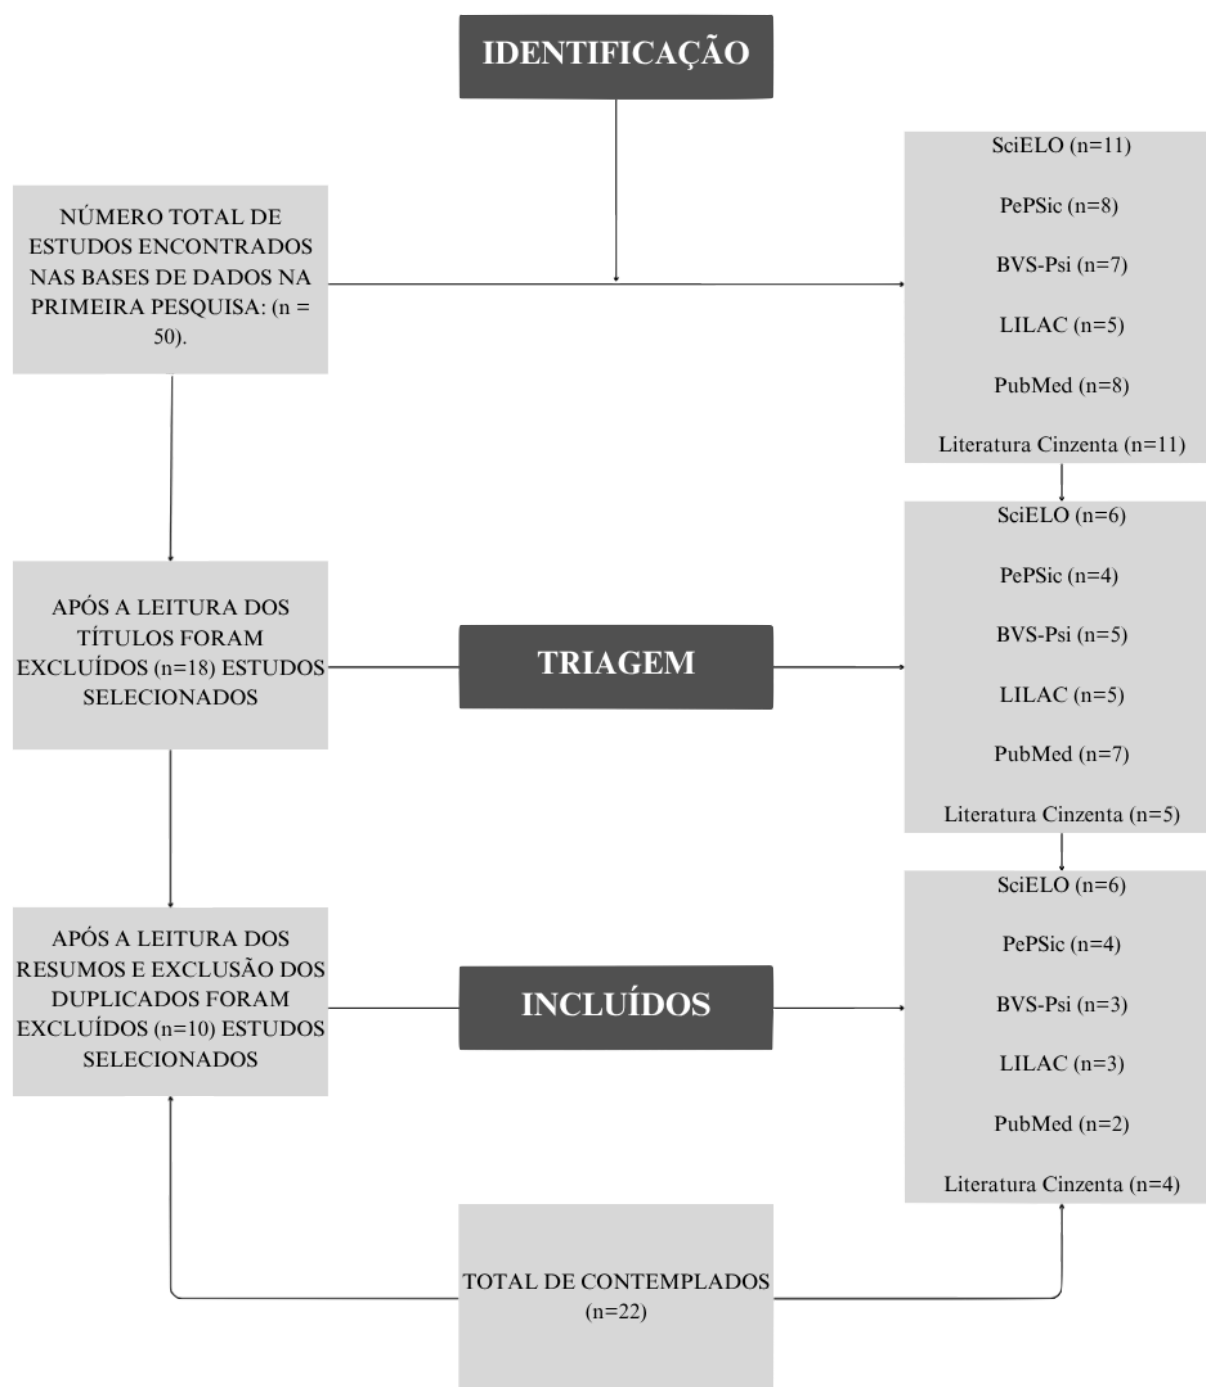 IDENTIFICAÇÃO
NÚMERO TOTAL DE
ESTUDOS ENCONTRADOS
NAS BASES DE DADOS NA
PRIMEIRA PESQUISA: (n =
50).
SciELO (n=11)
PePSic (n=8)
BVS-Psi (n=7)
LILAC (n=5)
PubMed (n=8)
Literatura Cinzenta (n=11)
APÓS A LEITURA DOS
TÍTULOS FORAM
EXCLUÍDOS (n=18) ESTUDOS
SELECIONADOS
TRIAGEM
SciELO (n=6)
PePSic (n=4)
BVS-Psi (n=5)
LILAC (n=5)
PubMed (n=7)
Literatura Cinzenta (n=5)
APÓS A LEITURA DOS
RESUMOS E EXCLUSÃO DOS
DUPLICADOS FORAM
EXCLUÍDOS (n=10) ESTUDOS
SELECIONADOS
INCLUÍDOS
SciELO (n=6)
PePSic (n=4)
BVS-Psi (n=3)
LILAC (n=3)
PubMed (n=2)
Literatura Cinzenta (n=4)
TOTAL DE CONTEMPLADOS
(n=22)